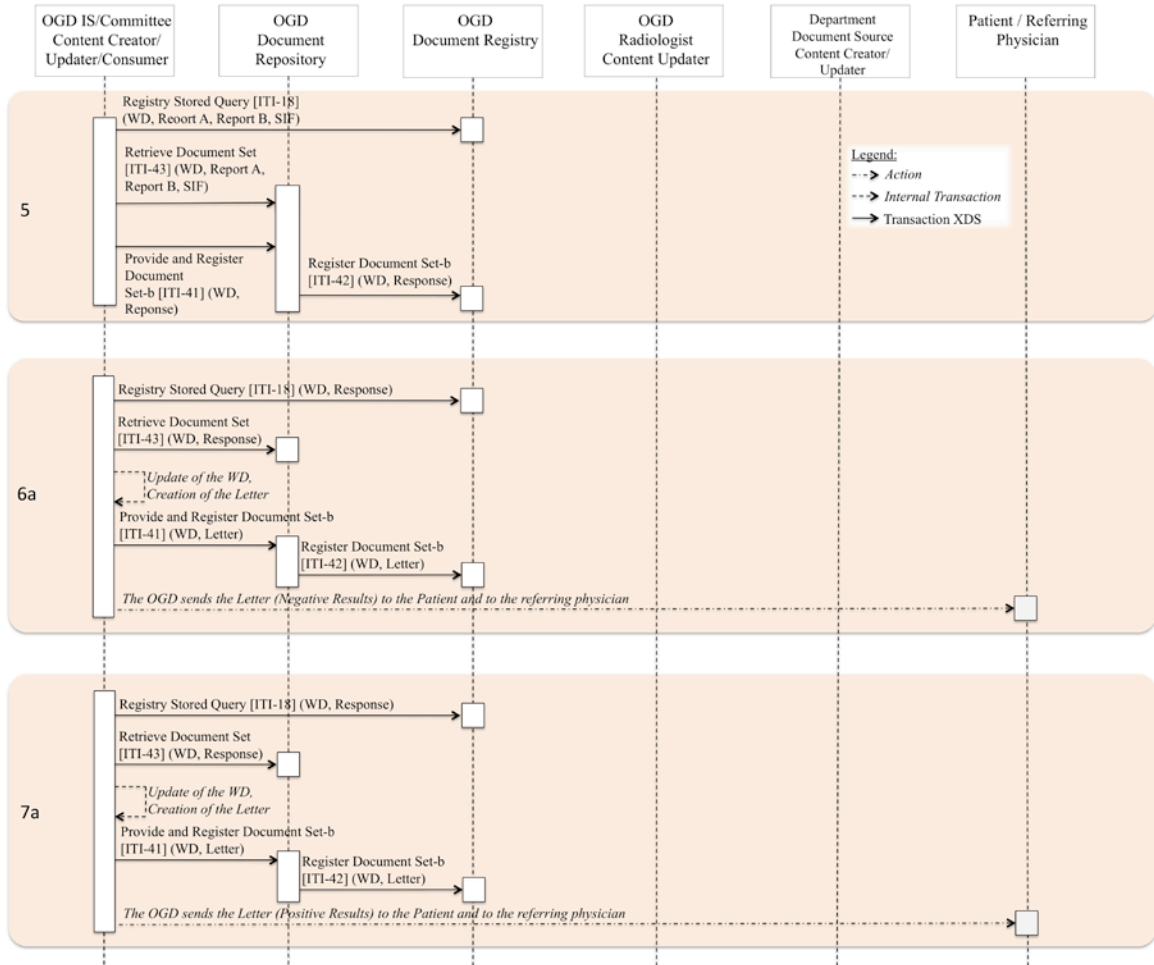 OGD IS/Committee
Content Creator/
Updater/Consumer
OGD
Document
Repository
OGD
Document Registry
OGD
Radiologist
Content Updater
Department
Document Source
Content Creator/
Updater
Patient / Referring
Physician
5
Registry Stored Query [ITI-18]
(WD, Reoort A, Report B, SIF)
Retrieve Document Set
[ITI-43] (WD, Report A,
Report B, SIF)
Provide and Register
Document
Set-b [ITI-41] (WD,
Reponse)
Register Document Set-b
[ITI-42] (WD, Response)
Legend:
Action
Internal Transaction
Transaction XDS
6a
Registry Stored Query [ITI-18] (WD, Response)
Retrieve Document Set
[ITI-43] (WD, Response)
Update of the WD,
Creation of the Letter
Provide and Register Document Set-b
[ITI-41] (WD, Letter)
Register Document Set-b
[ITI-42] (WD, Letter)
The OGD sends the Letter (Negative Results) to the Patient and to the referring physician
7a
Registry Stored Query [ITI-18] (WD, Response)
Retrieve Document Set
[ITI-43] (WD, Response)
Update of the WD,
Creation of the Letter
Provide and Register Document Set-b
[ITI-41] (WD, Letter)
Register Document Set-b
[ITI-42] (WD, Letter)
The OGD sends the Letter (Positive Results) to the Patient and to the referring physician